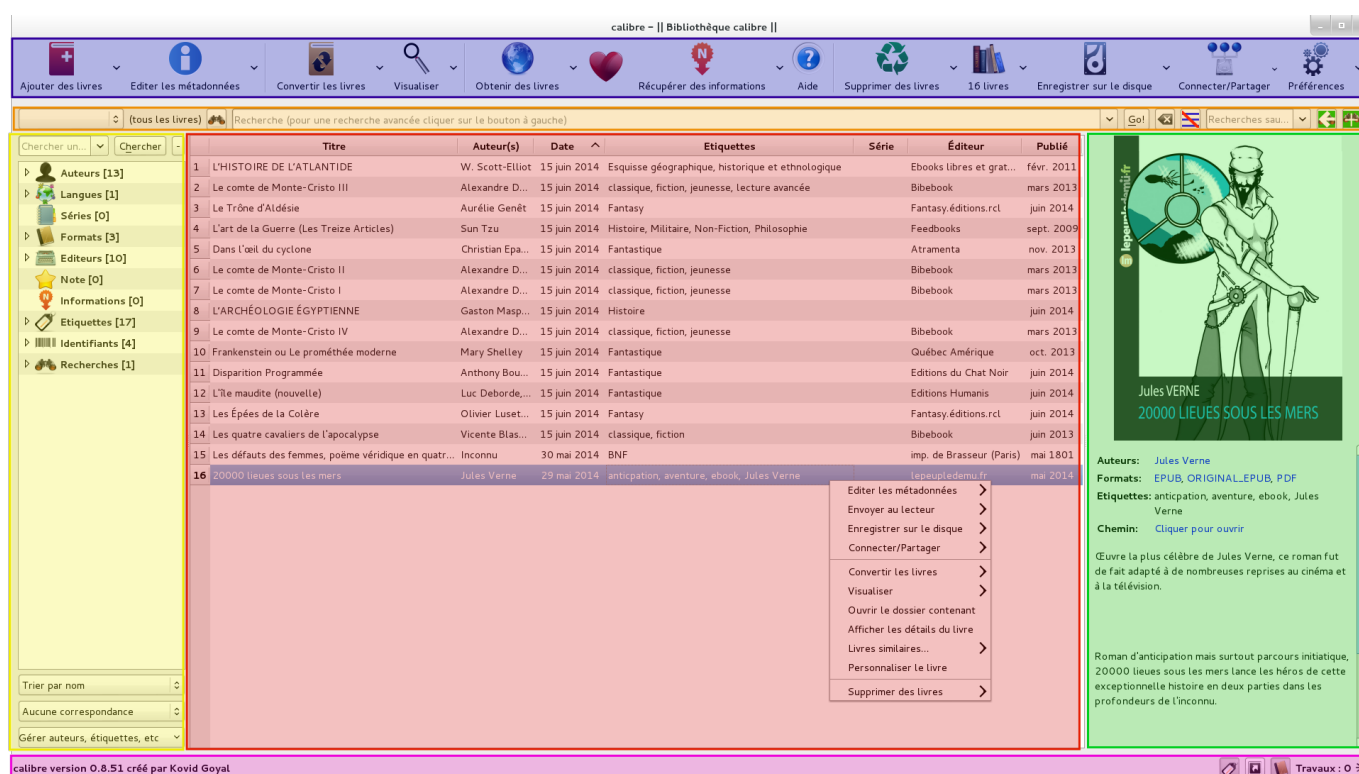 calibre - || Bibliothèque calibre ||
Ajouter des livres Editer les métadonnées Convertir les livres Visualiser Obtenir des livres Récupérer des informations Aide Supprimer des livres 16 livres Enregistrer sur le disque Connecter/Partager Préférences
(tous les livres) Recherche (pour une recherche avancée cliquer sur le bouton à gauche) Go! Recherches sau...
Chercher un... Chercher -
Auteurs [13]
Langues [1]
Séries [0]
Formats [3]
Editeurs [10]
Note [0]
Informations [0]
Etiquettes [17]
Identifiants [4]
Recherches [1]
Trier par nom
Aucune correspondance
Gérer auteurs, étiquettes, etc
Titre Auteur(s) Date Etiquettes Série Éditeur Publié
1 L'HISTOIRE DE L'ATLANTIDE W. Scott-Elliot 15 juin 2014 Esquisse géographique, historique et ethnologique Ebooks libres et grat... févr. 2011
2 Le comte de Monte-Cristo III Alexandre D... 15 juin 2014 classique, fiction, jeunesse, lecture avancée Bibebook mars 2013
3 Le Trône d'Aldésie Aurélie Genêt 15 juin 2014 Fantasy Fantasy.éditions.rcl juin 2014
4 L'art de la Guerre (Les Treize Articles) Sun Tzu 15 juin 2014 Histoire, Militaire, Non-Fiction, Philosophie Feedbooks sept. 2009
5 Dans l'œil du cyclone Christian Epa... 15 juin 2014 Fantastique Atramenta nov. 2013
6 Le comte de Monte-Cristo II Alexandre D... 15 juin 2014 classique, fiction, jeunesse Bibebook mars 2013
7 Le comte de Monte-Cristo I Alexandre D... 15 juin 2014 classique, fiction, jeunesse Bibebook mars 2013
8 L'ARCHÉOLOGIE ÉGYPTIENNE Gaston Masp... 15 juin 2014 Histoire juin 2014
9 Le comte de Monte-Cristo IV Alexandre D... 15 juin 2014 classique, fiction, jeunesse Bibebook mars 2013
10 Frankenstein ou Le prométhée moderne Mary Shelley 15 juin 2014 Fantastique Québec Amérique oct. 2013
11 Disparition Programmée Anthony Bou... 15 juin 2014 Fantastique Editions du Chat Noir juin 2014
12 L'île maudite (nouvelle) Luc Deborde,... 15 juin 2014 Fantastique Editions Humanis juin 2014
13 Les Épées de la Colère Olivier Luset... 15 juin 2014 Fantasy Fantasy.éditions.rcl juin 2014
14 Les quatre cavaliers de l'apocalypse Vicente Blas... 15 juin 2014 classique, fiction Bibebook juin 2013
15 Les défauts des femmes, poëme véridique en quatr... Inconnu 30 mai 2014 BNF imp. de Brasseur (Paris) mai 1801
16 20000 lieues sous les mers Jules Verne 29 mai 2014 anticpation, aventure, ebook, Jules Verne lepeupledemu.fr mai 2014
Editer les métadonnées
Envoyer au lecteur
Enregistrer sur le disque
Connecter/Partager
Convertir les livres
Visualiser
Ouvrir le dossier contenant
Afficher les détails du livre
Livres similaires...
Personnaliser le livre
Supprimer des livres
lepeupledemu.fr
Jules VERNE
20000 LIEUES SOUS LES MERS
Auteurs: Jules Verne
Formats: EPUB, ORIGINAL_EPUB, PDF
Etiquettes: anticpation, aventure, ebook, Jules
Verne
Chemin: Cliquer pour ouvrir
Œuvre la plus célèbre de Jules Verne, ce roman fut
de fait adapté à de nombreuses reprises au cinéma et
à la télévision.
Roman d'anticipation mais surtout parcours initiatique,
20000 lieues sous les mers lance les héros de cette
exceptionnelle histoire en deux parties dans les
profondeurs de l'inconnu.
calibre version 0.8.51 créé par Kovid Goyal Travaux : 0